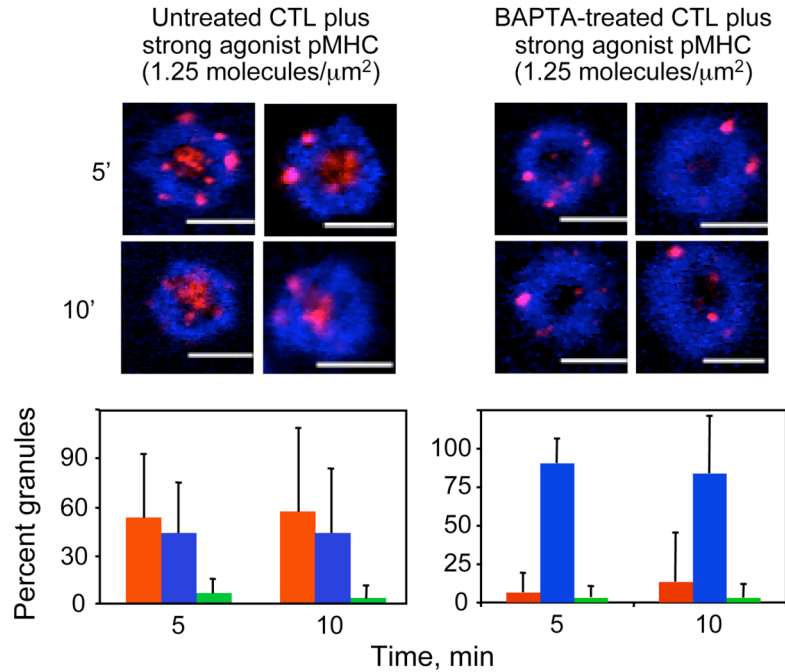 Untreated CTL plus
strong agonist pMHC
(1.25 molecules/μm²)
BAPTA-treated CTL plus
strong agonist pMHC
(1.25 molecules/μm²)
5’
10’
Percent granules
90
60
30
0
5
10
100
75
50
25
0
5
10
Time, min